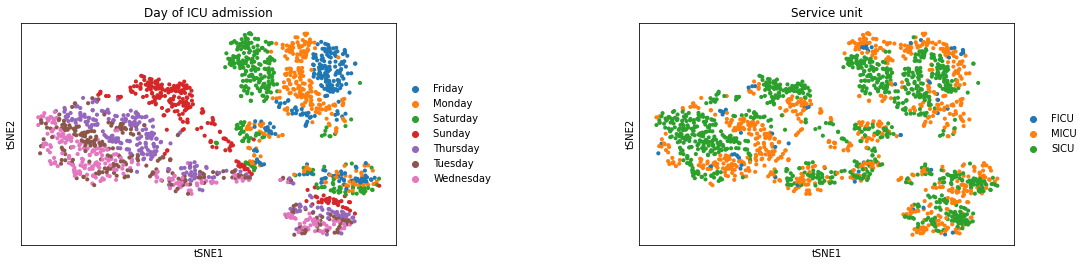 Day of ICU admission
tSNE2
tSNE1
Friday
Monday
Saturday
Sunday
Thursday
Tuesday
Wednesday
Service unit
tSNE2
tSNE1
FICU
MICU
SICU